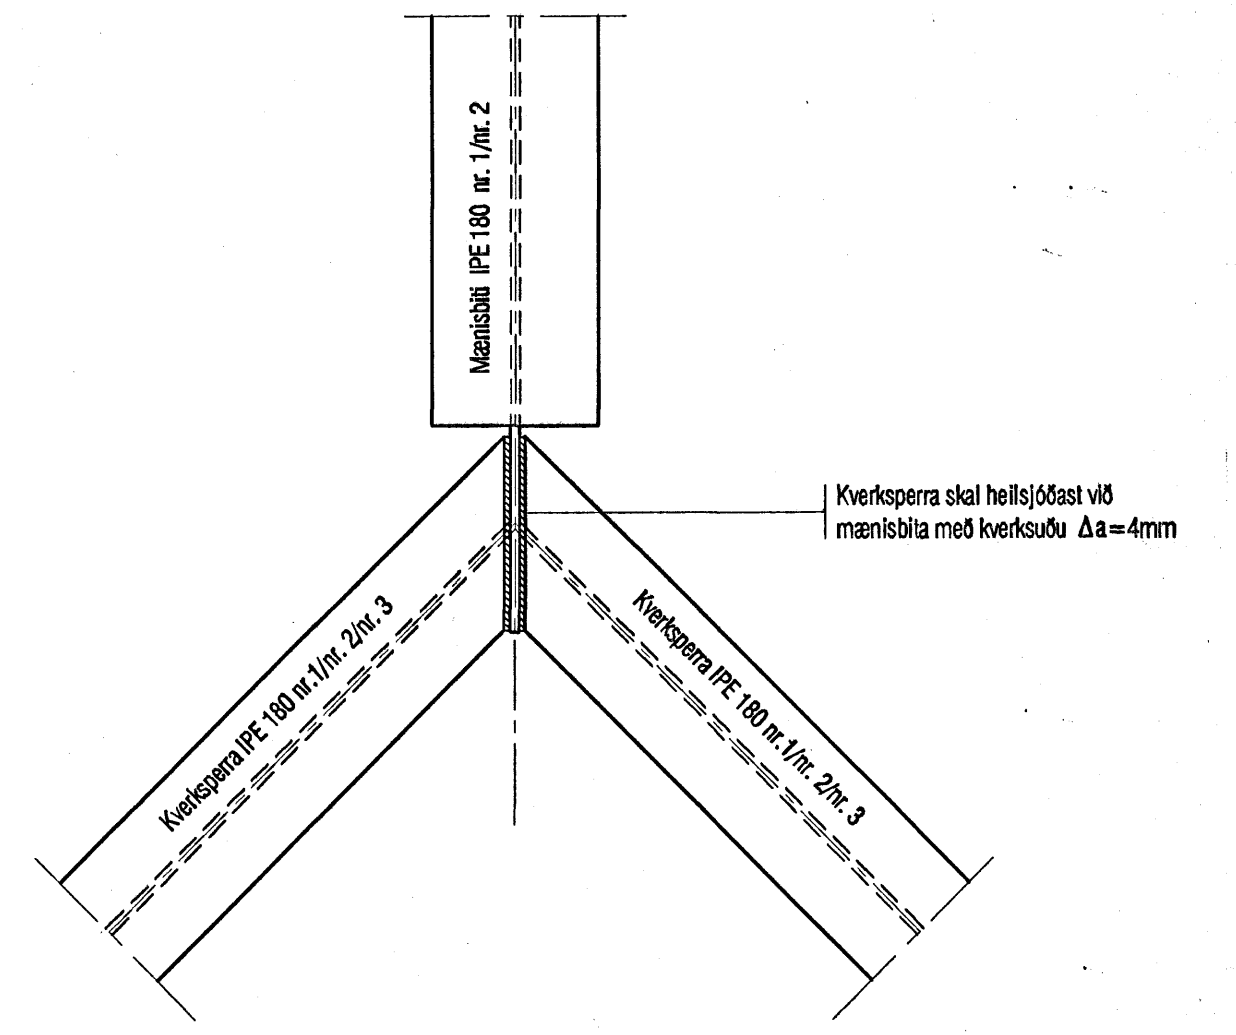 Mænisbiti IPE 180 nr. 1/nr. 2
Kverksperra skal heilsjóðast við
mænisbita með kverksuðu Δa=4mm
Kverksperra IPE 180 nr.1/nr. 2/nr. 3
Kverksperra IPE 180 nr.1/nr. 2/nr. 3